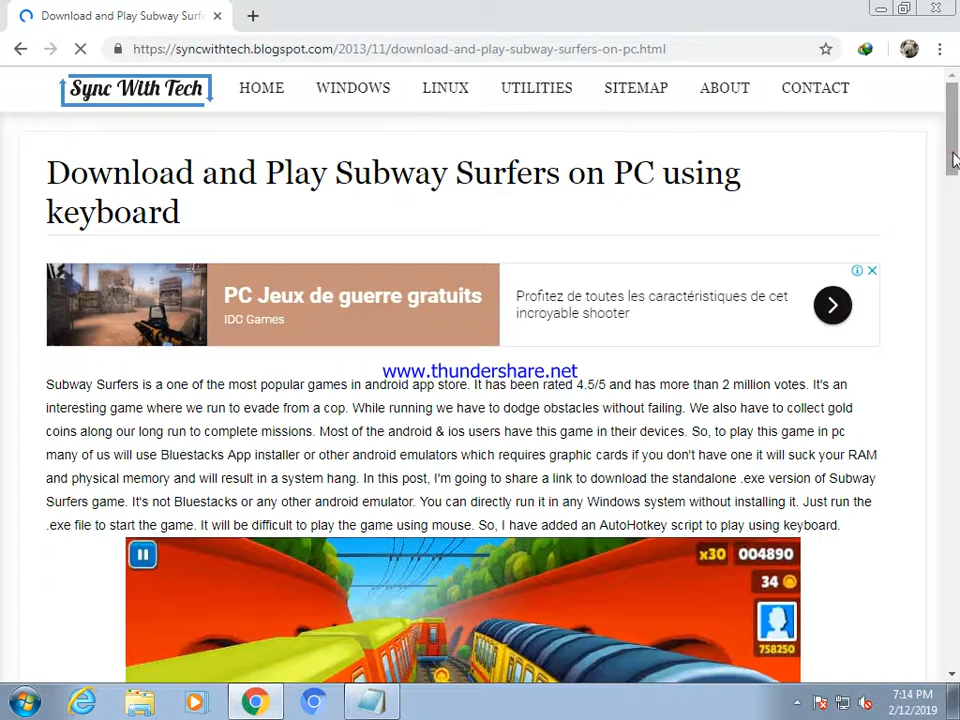 Download and Play Subway Surfe
https://syncwithtech.blogspot.com/2013/11/download-and-play-subway-surfers-on-pc.html
Sync With Tech HOME WINDOWS LINUX UTILITIES SITEMAP ABOUT CONTACT
Download and Play Subway Surfers on PC using
keyboard
PC Jeux de guerre gratuits
IDC Games
Profitez de toutes les caractéristiques de cet
incroyable shooter
www.thundershare.net
Subway Surfers is a one of the most popular games in android app store. It has been rated 4.5/5 and has more than 2 million votes. It's an
interesting game where we run to evade from a cop. While running we have to dodge obstacles without failing. We also have to collect gold
coins along our long run to complete missions. Most of the android & ios users have this game in their devices. So, to play this game in pc
many of us will use Bluestacks App installer or other android emulators which requires graphic cards if you don't have one it will suck your RAM
and physical memory and will result in a system hang. In this post, I'm going to share a link to download the standalone .exe version of Subway
Surfers game. It's not Bluestacks or any other android emulator. You can directly run it in any Windows system without installing it. Just run the
.exe file to start the game. It will be difficult to play the game using mouse. So, I have added an AutoHotkey script to play using keyboard.
x30 004890
34
758250
7:14 PM
2/12/2019